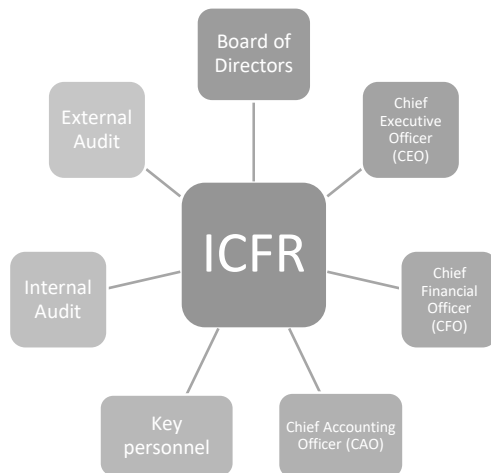 Board of
Directors
Chief
Executive
Officer
(CEO)
Chief
Financial
Officer
(CFO)
Chief Accounting
Officer (CAO)
Key
personnel
Internal
Audit
External
Audit
ICFR